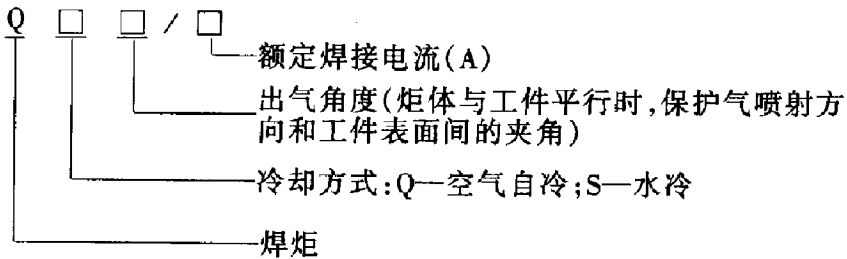 Q □ □ / □
额定焊接电流(A)
出气角度(炬体与工件平行时,保护气喷射方
向和工件表面间的夹角)
冷却方式:Q—空气自冷;S—水冷
焊炬